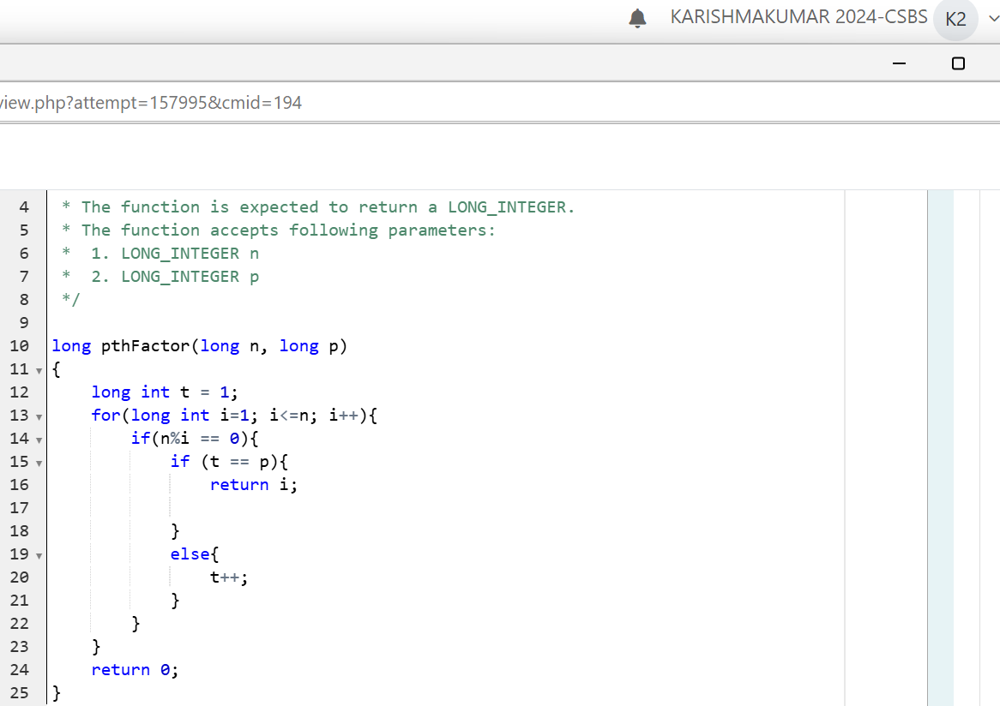 KARISHMAKUMAR 2024-CSBS K2
view.php?attempt=157995&cmid=194
4 * The function is expected to return a LONG_INTEGER.
5 * The function accepts following parameters:
6 *  1. LONG_INTEGER n
7 *  2. LONG_INTEGER p
8 */
9
10 long pthFactor(long n, long p)
11 {
12     long int t = 1;
13     for(long int i=1; i<=n; i++){
14         if(n%i == 0){
15             if (t == p){
16                 return i;
17
18             }
19             else{
20                 t++;
21             }
22         }
23     }
24     return 0;
25 }